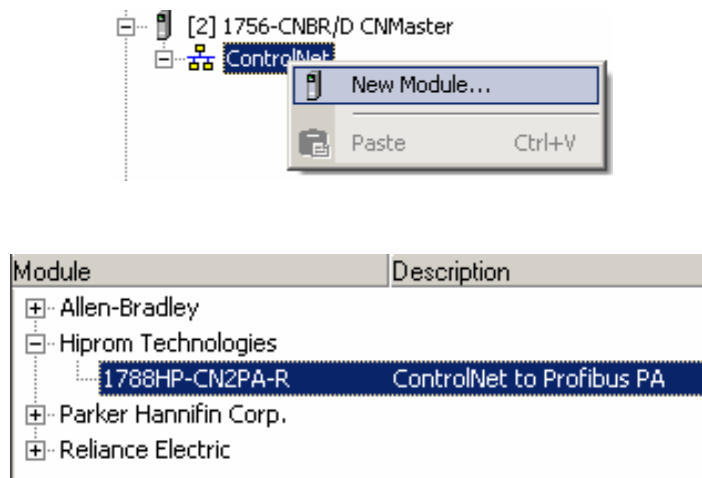 [2] 1756-CNBR/D CNMaster
ControlNet
New Module...
Paste Ctrl+V
Module Description
Allen-Bradley
Hiprom Technologies
1788HP-CN2PA-R ControlNet to Profibus PA
Parker Hannifin Corp.
Reliance Electric